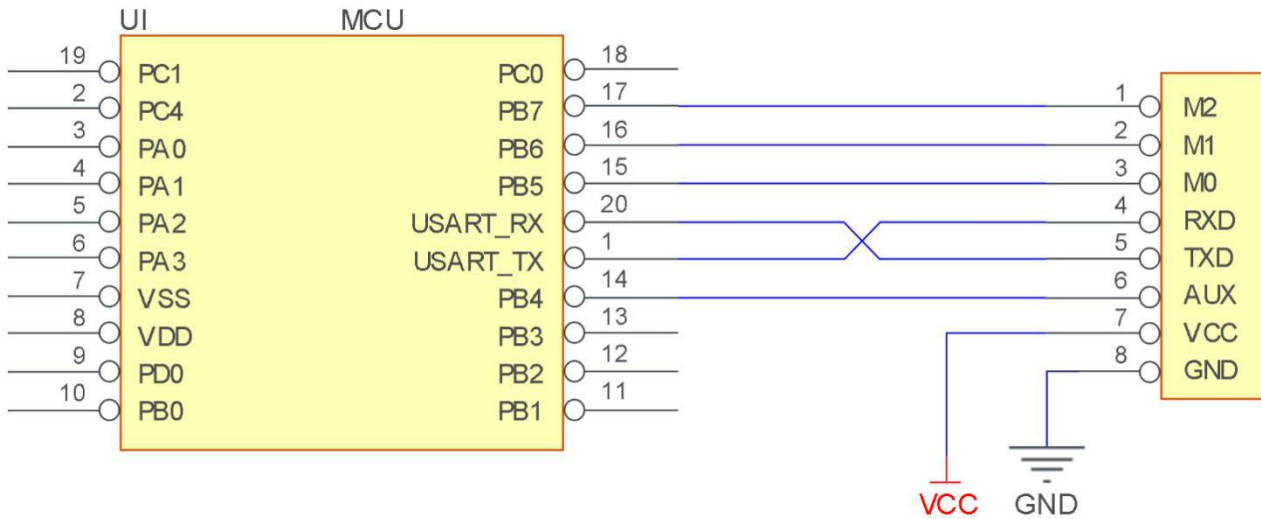 UI MCU
19 PC1 PC0 18
2 PC4 PB7 17 1 M2
3 PA0 PB6 16 2 M1
4 PA1 PB5 15 3 M0
5 PA2 USART_RX 20 4 RXD
6 PA3 USART_TX 1 5 TXD
7 VSS PB4 14 6 AUX
8 VDD PB3 13 7 VCC
9 PD0 PB2 12 8 GND
10 PB0 PB1 11
VCC GND